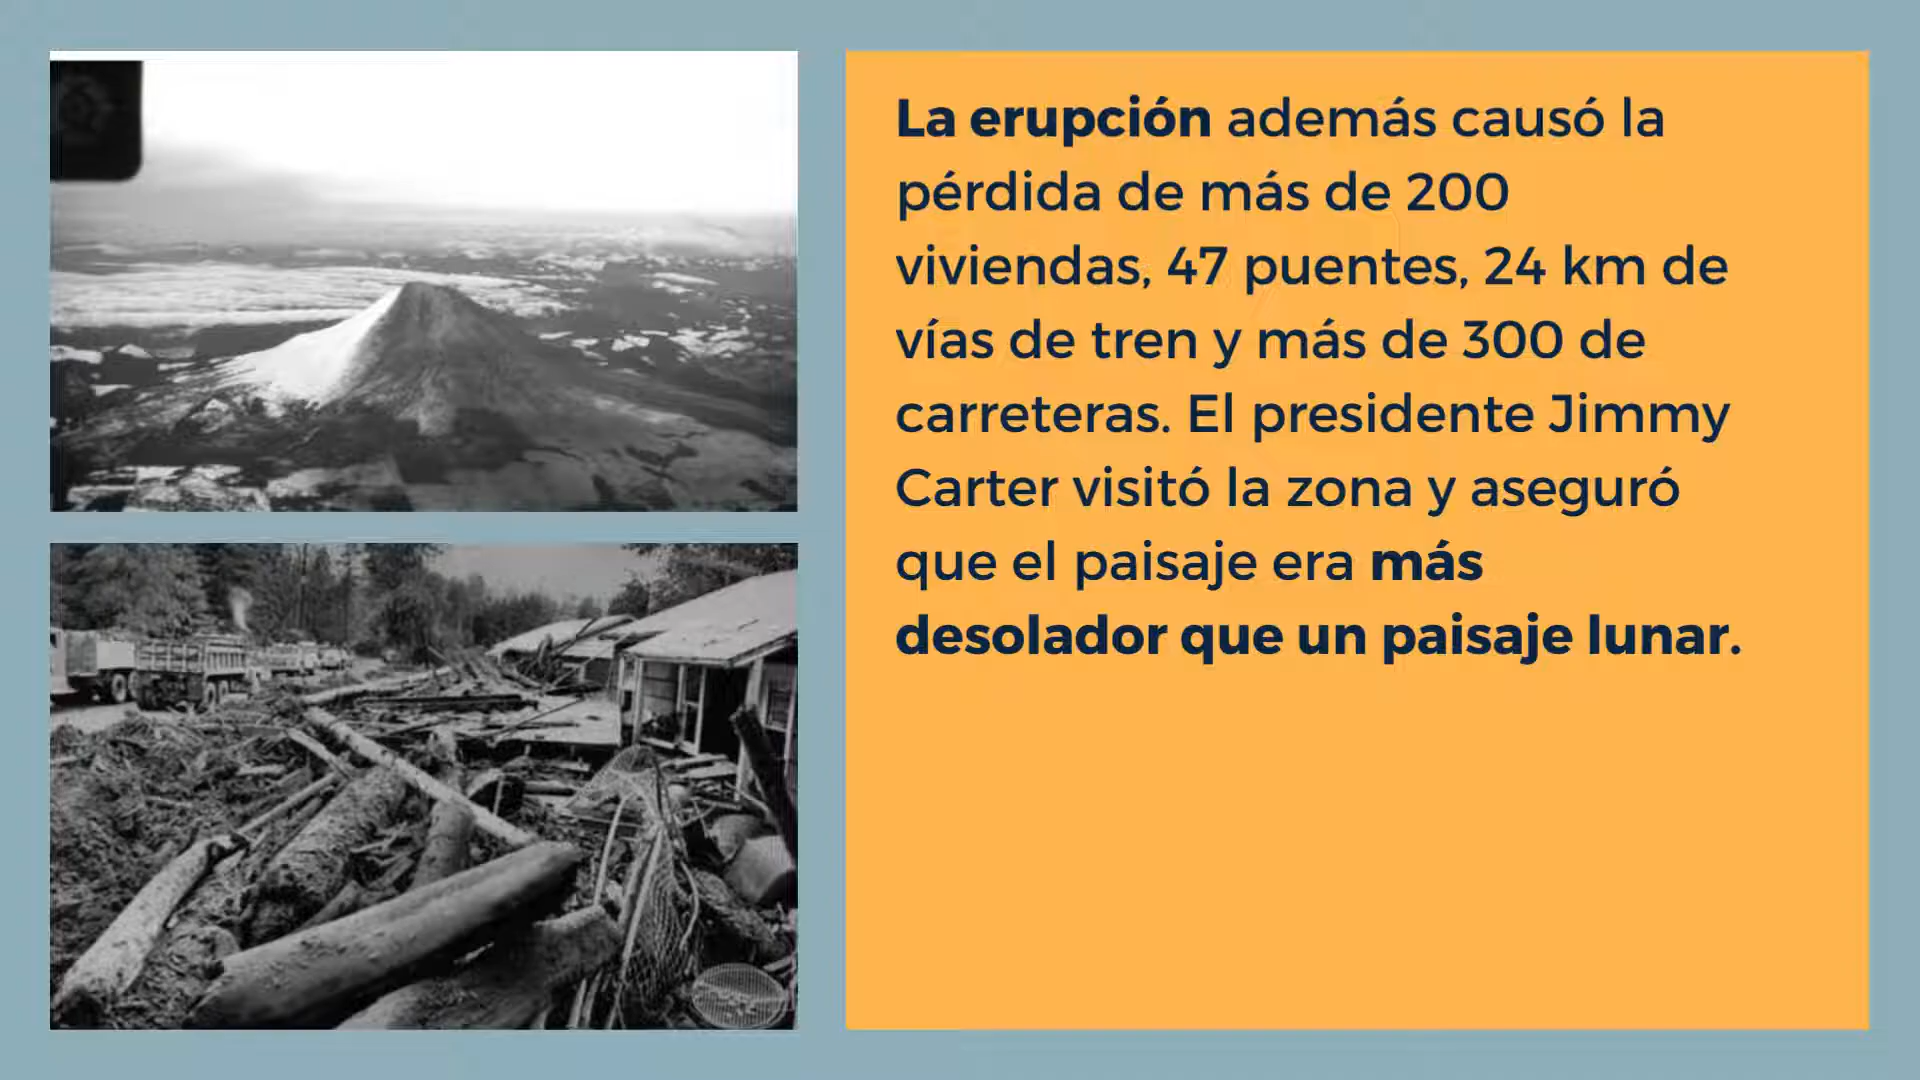 La erupción además causó la
pérdida de más de 200
viviendas, 47 puentes, 24 km de
vías de tren y más de 300 de
carreteras. El presidente Jimmy
Carter visitó la zona y aseguró
que el paisaje era más
desolador que un paisaje lunar.